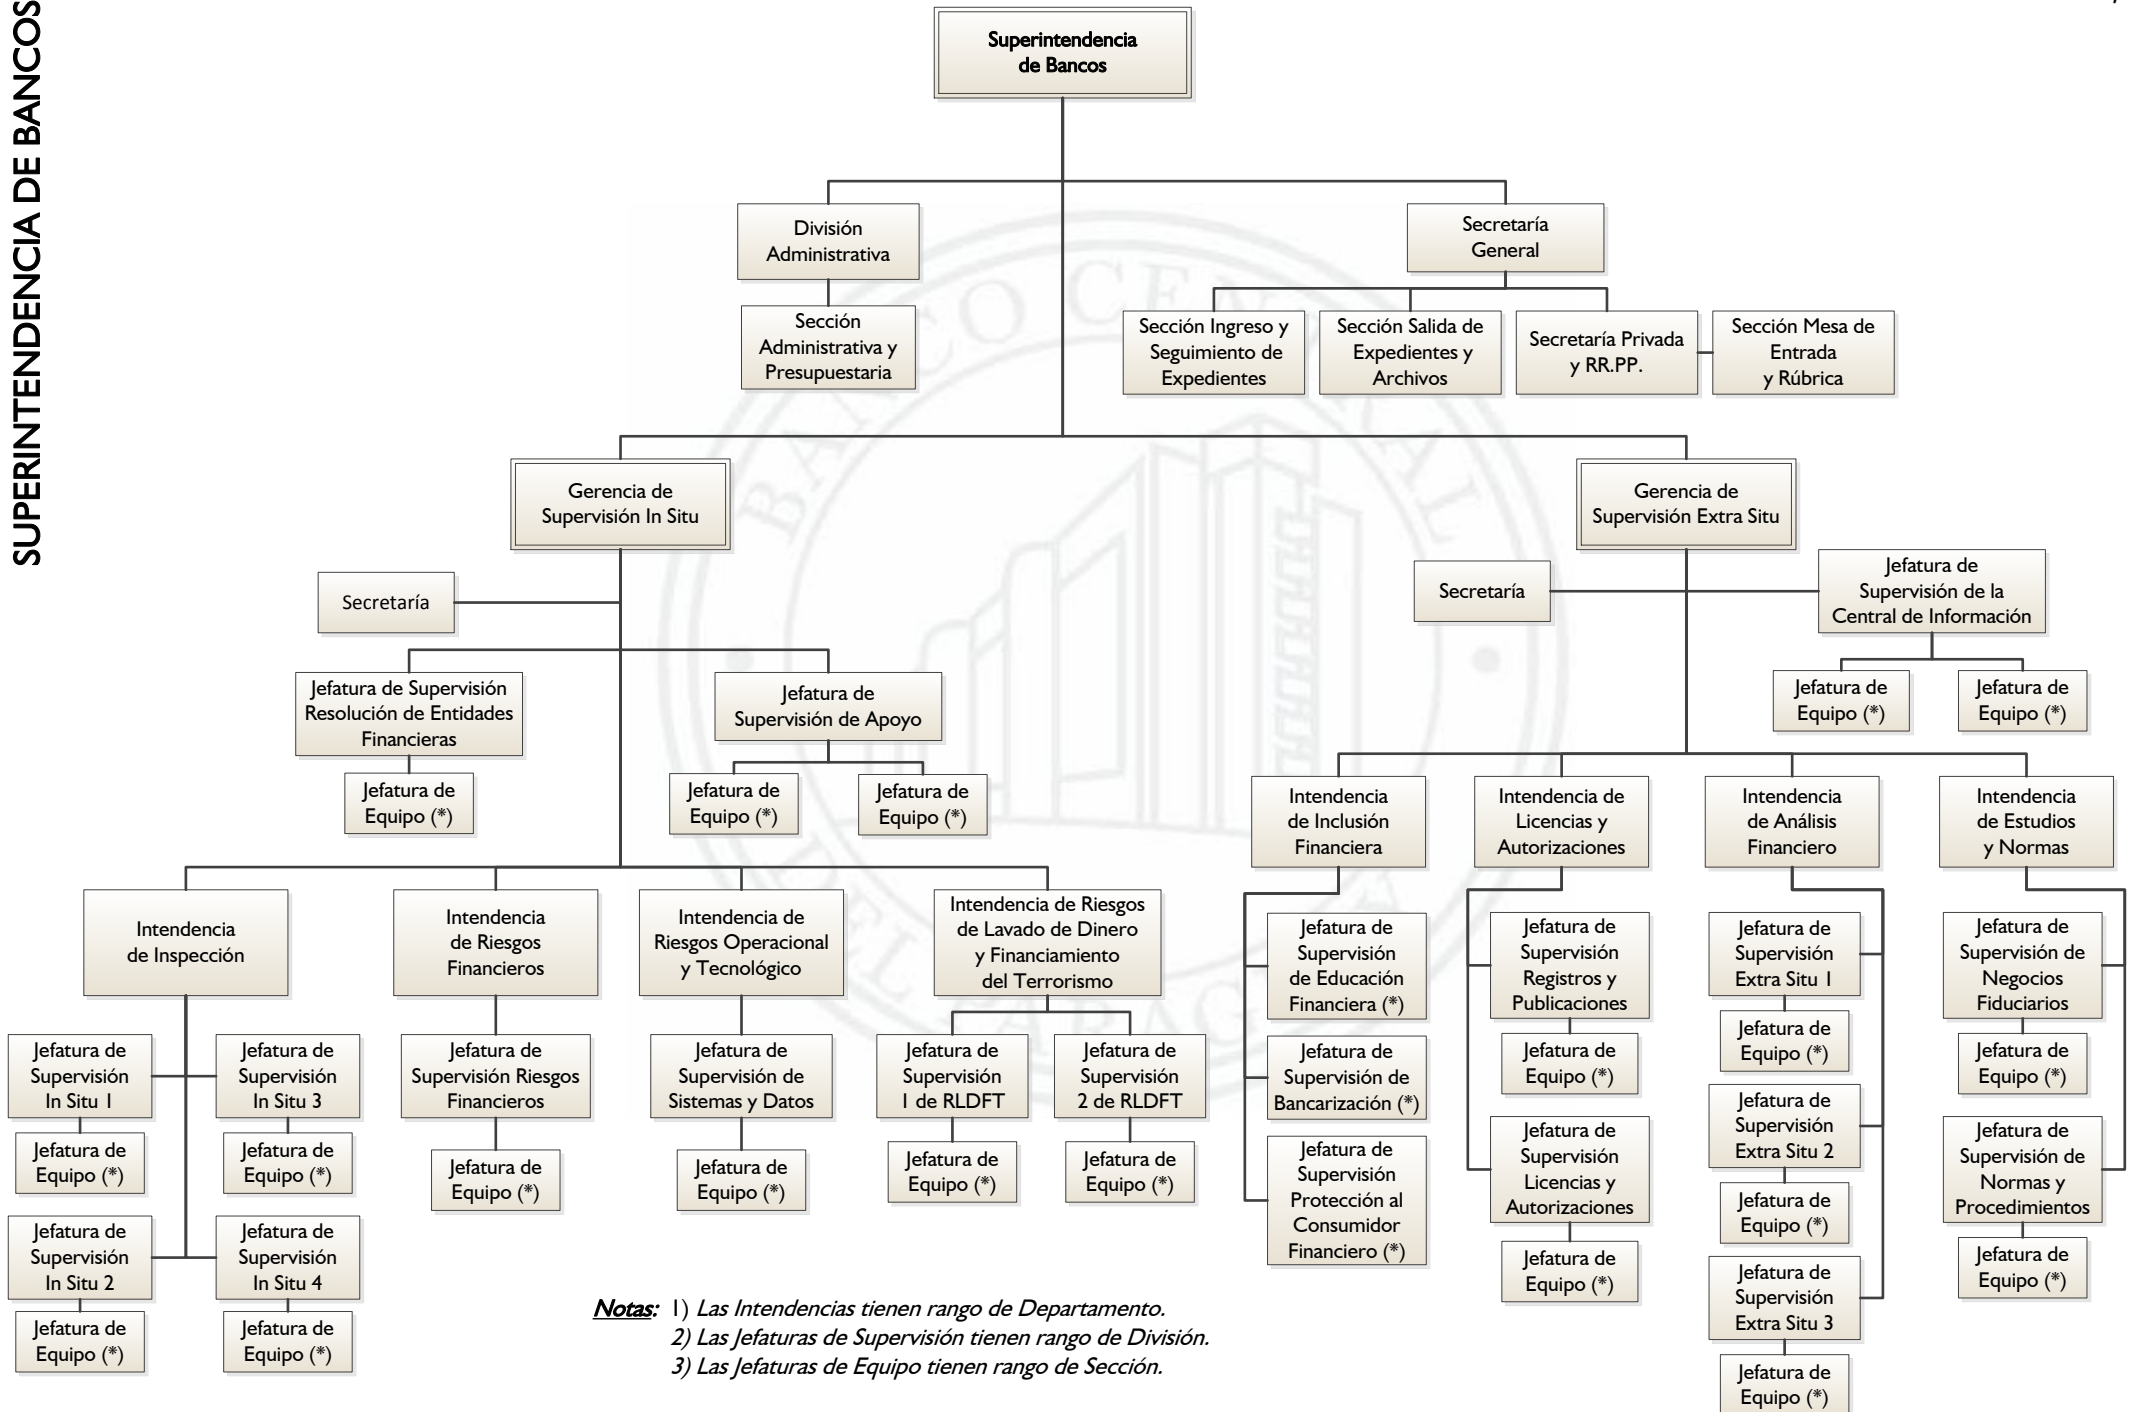 SUPERINTENDENCIA DE BANCOS
Superintendencia
de Bancos
División
Administrativa
Secretaría
General
Sección
Administrativa y
Presupuestaria
Sección Ingreso y
Seguimiento de
Expedientes
Sección Salida de
Expedientes y
Archivos
Secretaría Privada
y RR.PP.
Sección Mesa de
Entrada
y Rúbrica
Gerencia de
Supervisión In Situ
Gerencia de
Supervisión Extra Situ
Secretaría
Jefatura de Supervisión
Resolución de Entidades
Financieras
Jefatura de
Equipo (*)
Jefatura de
Supervisión de Apoyo
Jefatura de
Equipo (*)
Jefatura de
Equipo (*)
Secretaría
Jefatura de
Supervisión de la
Central de Información
Jefatura de
Equipo (*)
Jefatura de
Equipo (*)
Intendencia
de Inspección
Jefatura de
Supervisión
In Situ 1
Jefatura de
Equipo (*)
Jefatura de
Supervisión
In Situ 3
Jefatura de
Equipo (*)
Jefatura de
Supervisión
In Situ 2
Jefatura de
Equipo (*)
Jefatura de
Supervisión
In Situ 4
Jefatura de
Equipo (*)
Intendencia
de Riesgos
Financieros
Jefatura de
Supervisión Riesgos
Financieros
Jefatura de
Equipo (*)
Intendencia de
Riesgos Operacional
y Tecnológico
Jefatura de
Supervisión de
Sistemas y Datos
Jefatura de
Equipo (*)
Intendencia de Riesgos
de Lavado de Dinero
y Financiamiento
del Terrorismo
Jefatura de
Supervisión
1 de RLDFT
Jefatura de
Equipo (*)
Jefatura de
Supervisión
2 de RLDFT
Jefatura de
Equipo (*)
Intendencia
de Inclusión
Financiera
Jefatura de
Supervisión
de Educación
Financiera (*)
Jefatura de
Supervisión de
Bancarización (*)
Jefatura de
Supervisión
Protección al
Consumidor
Financiero (*)
Intendencia de
Licencias y
Autorizaciones
Jefatura de
Supervisión
Registros y
Publicaciones
Jefatura de
Equipo (*)
Jefatura de
Supervisión
Licencias y
Autorizaciones
Jefatura de
Equipo (*)
Intendencia
de Análisis
Financiero
Jefatura de
Supervisión
Extra Situ 1
Jefatura de
Equipo (*)
Jefatura de
Supervisión
Extra Situ 2
Jefatura de
Equipo (*)
Jefatura de
Supervisión
Extra Situ 3
Jefatura de
Equipo (*)
Intendencia
de Estudios
y Normas
Jefatura de
Supervisión de
Negocios
Fiduciarios
Jefatura de
Equipo (*)
Jefatura de
Supervisión de
Normas y
Procedimientos
Jefatura de
Equipo (*)
Notas: 1) Las Intendencias tienen rango de Departamento.
2) Las Jefaturas de Supervisión tienen rango de División.
3) Las Jefaturas de Equipo tienen rango de Sección.
BANCO CENTRAL
DEL PARAGUAY